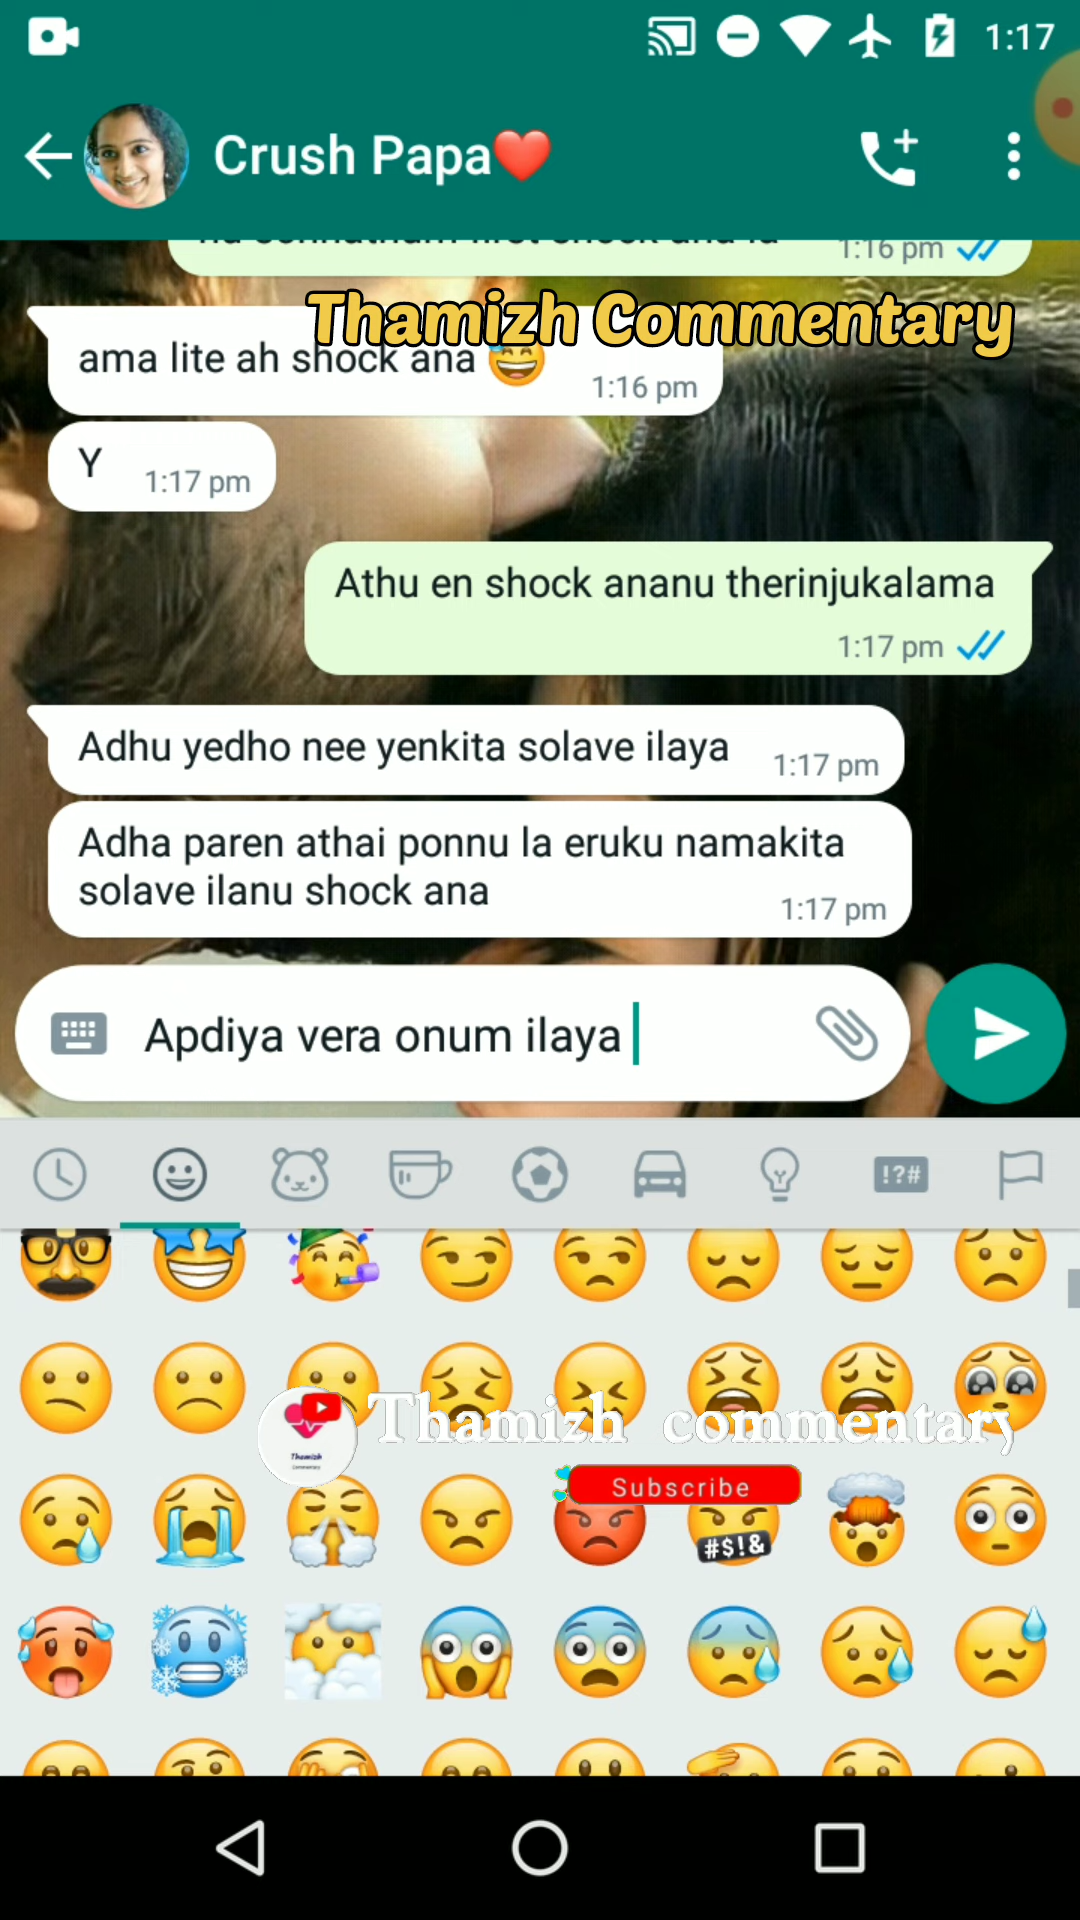 1:17
Crush Papa❤️
1:16 pm
Thamizh Commentary
ama lite ah shock ana 😅
1:16 pm
Y 1:17 pm
Athu en shock ananu therinjukalama
1:17 pm
Adhu yedho nee yenkita solave ilaya 1:17 pm
Adha paren athai ponnu la eruku namakita
solave ilanu shock ana
1:17 pm
Apdiya vera onum ilaya
!?#
Thamizh commentary
Thamizh
Subscribe
#$!&